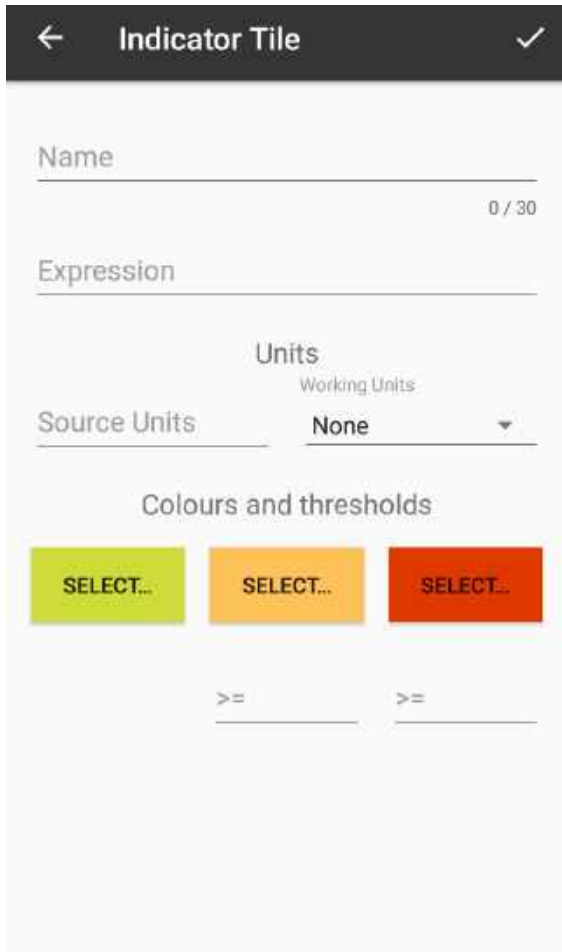 Indicator Tile
Name
0 / 30
Expression
Units
Working Units
Source Units
None
Colours and thresholds
SELECT... SELECT... SELECT...
>= >=